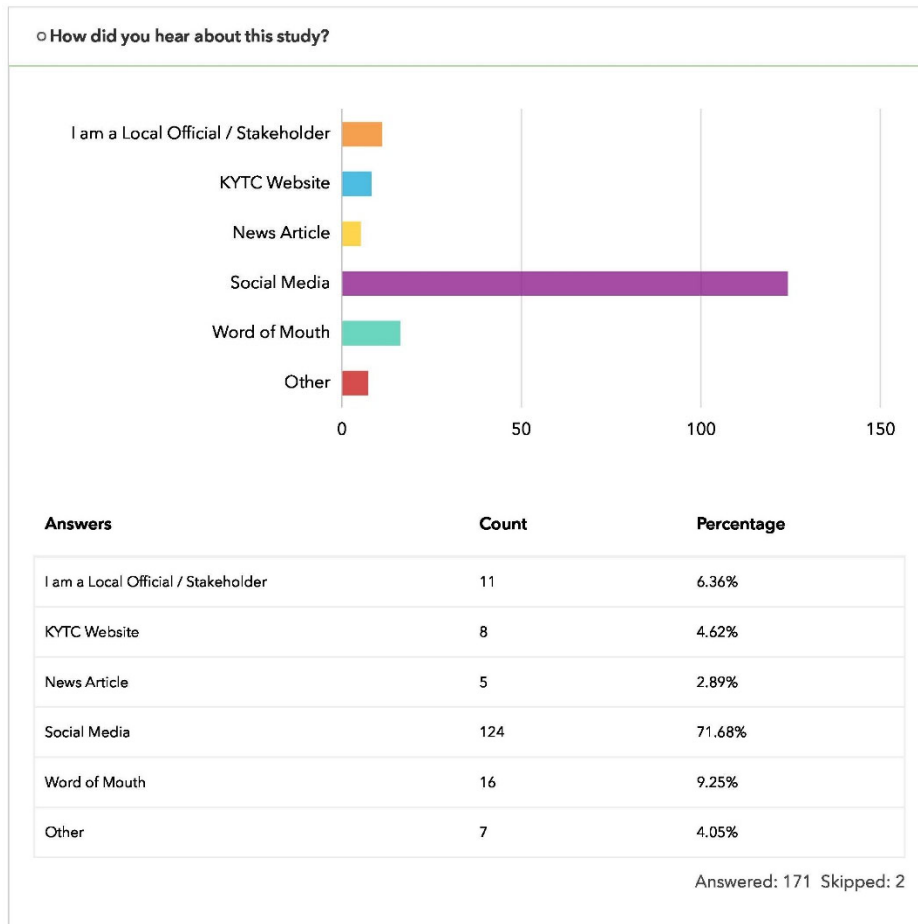 How did you hear about this study?
I am a Local Official / Stakeholder
KYTC Website
News Article
Social Media
Word of Mouth
Other
0 50 100 150
Answers Count Percentage
I am a Local Official / Stakeholder 11 6.36%
KYTC Website 8 4.62%
News Article 5 2.89%
Social Media 124 71.68%
Word of Mouth 16 9.25%
Other 7 4.05%
Answered: 171 Skipped: 2